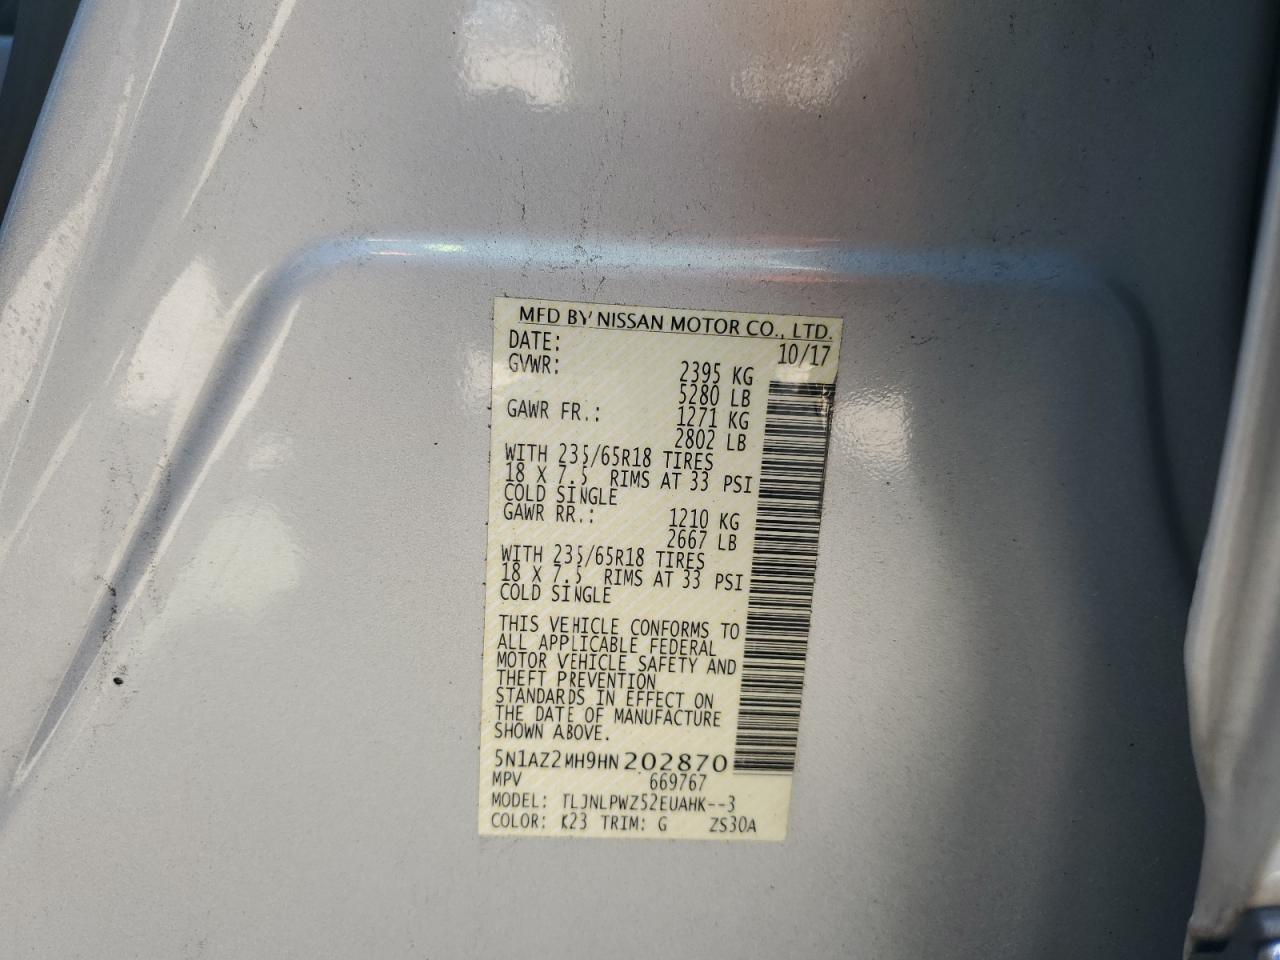 MFD BY NISSAN MOTOR CO., LTD.
DATE: 10/17
GVWR: 2395 KG
5280 LB
GAWR FR.: 1271 KG
2802 LB
WITH 235/65R18 TIRES
18 X 7.5 RIMS AT 33 PSI
COLD SINGLE
GAWR RR.: 1210 KG
2667 LB
WITH 235/65R18 TIRES
18 X 7.5 RIMS AT 33 PSI
COLD SINGLE
THIS VEHICLE CONFORMS TO
ALL APPLICABLE FEDERAL
MOTOR VEHICLE SAFETY AND
THEFT PREVENTION
STANDARDS IN EFFECT ON
THE DATE OF MANUFACTURE
SHOWN ABOVE.
5N1AZ2MH9HN202870
MPV 669767
MODEL: TLJNLPWZ52EUAHK--3
COLOR: K23 TRIM: G ZS30A